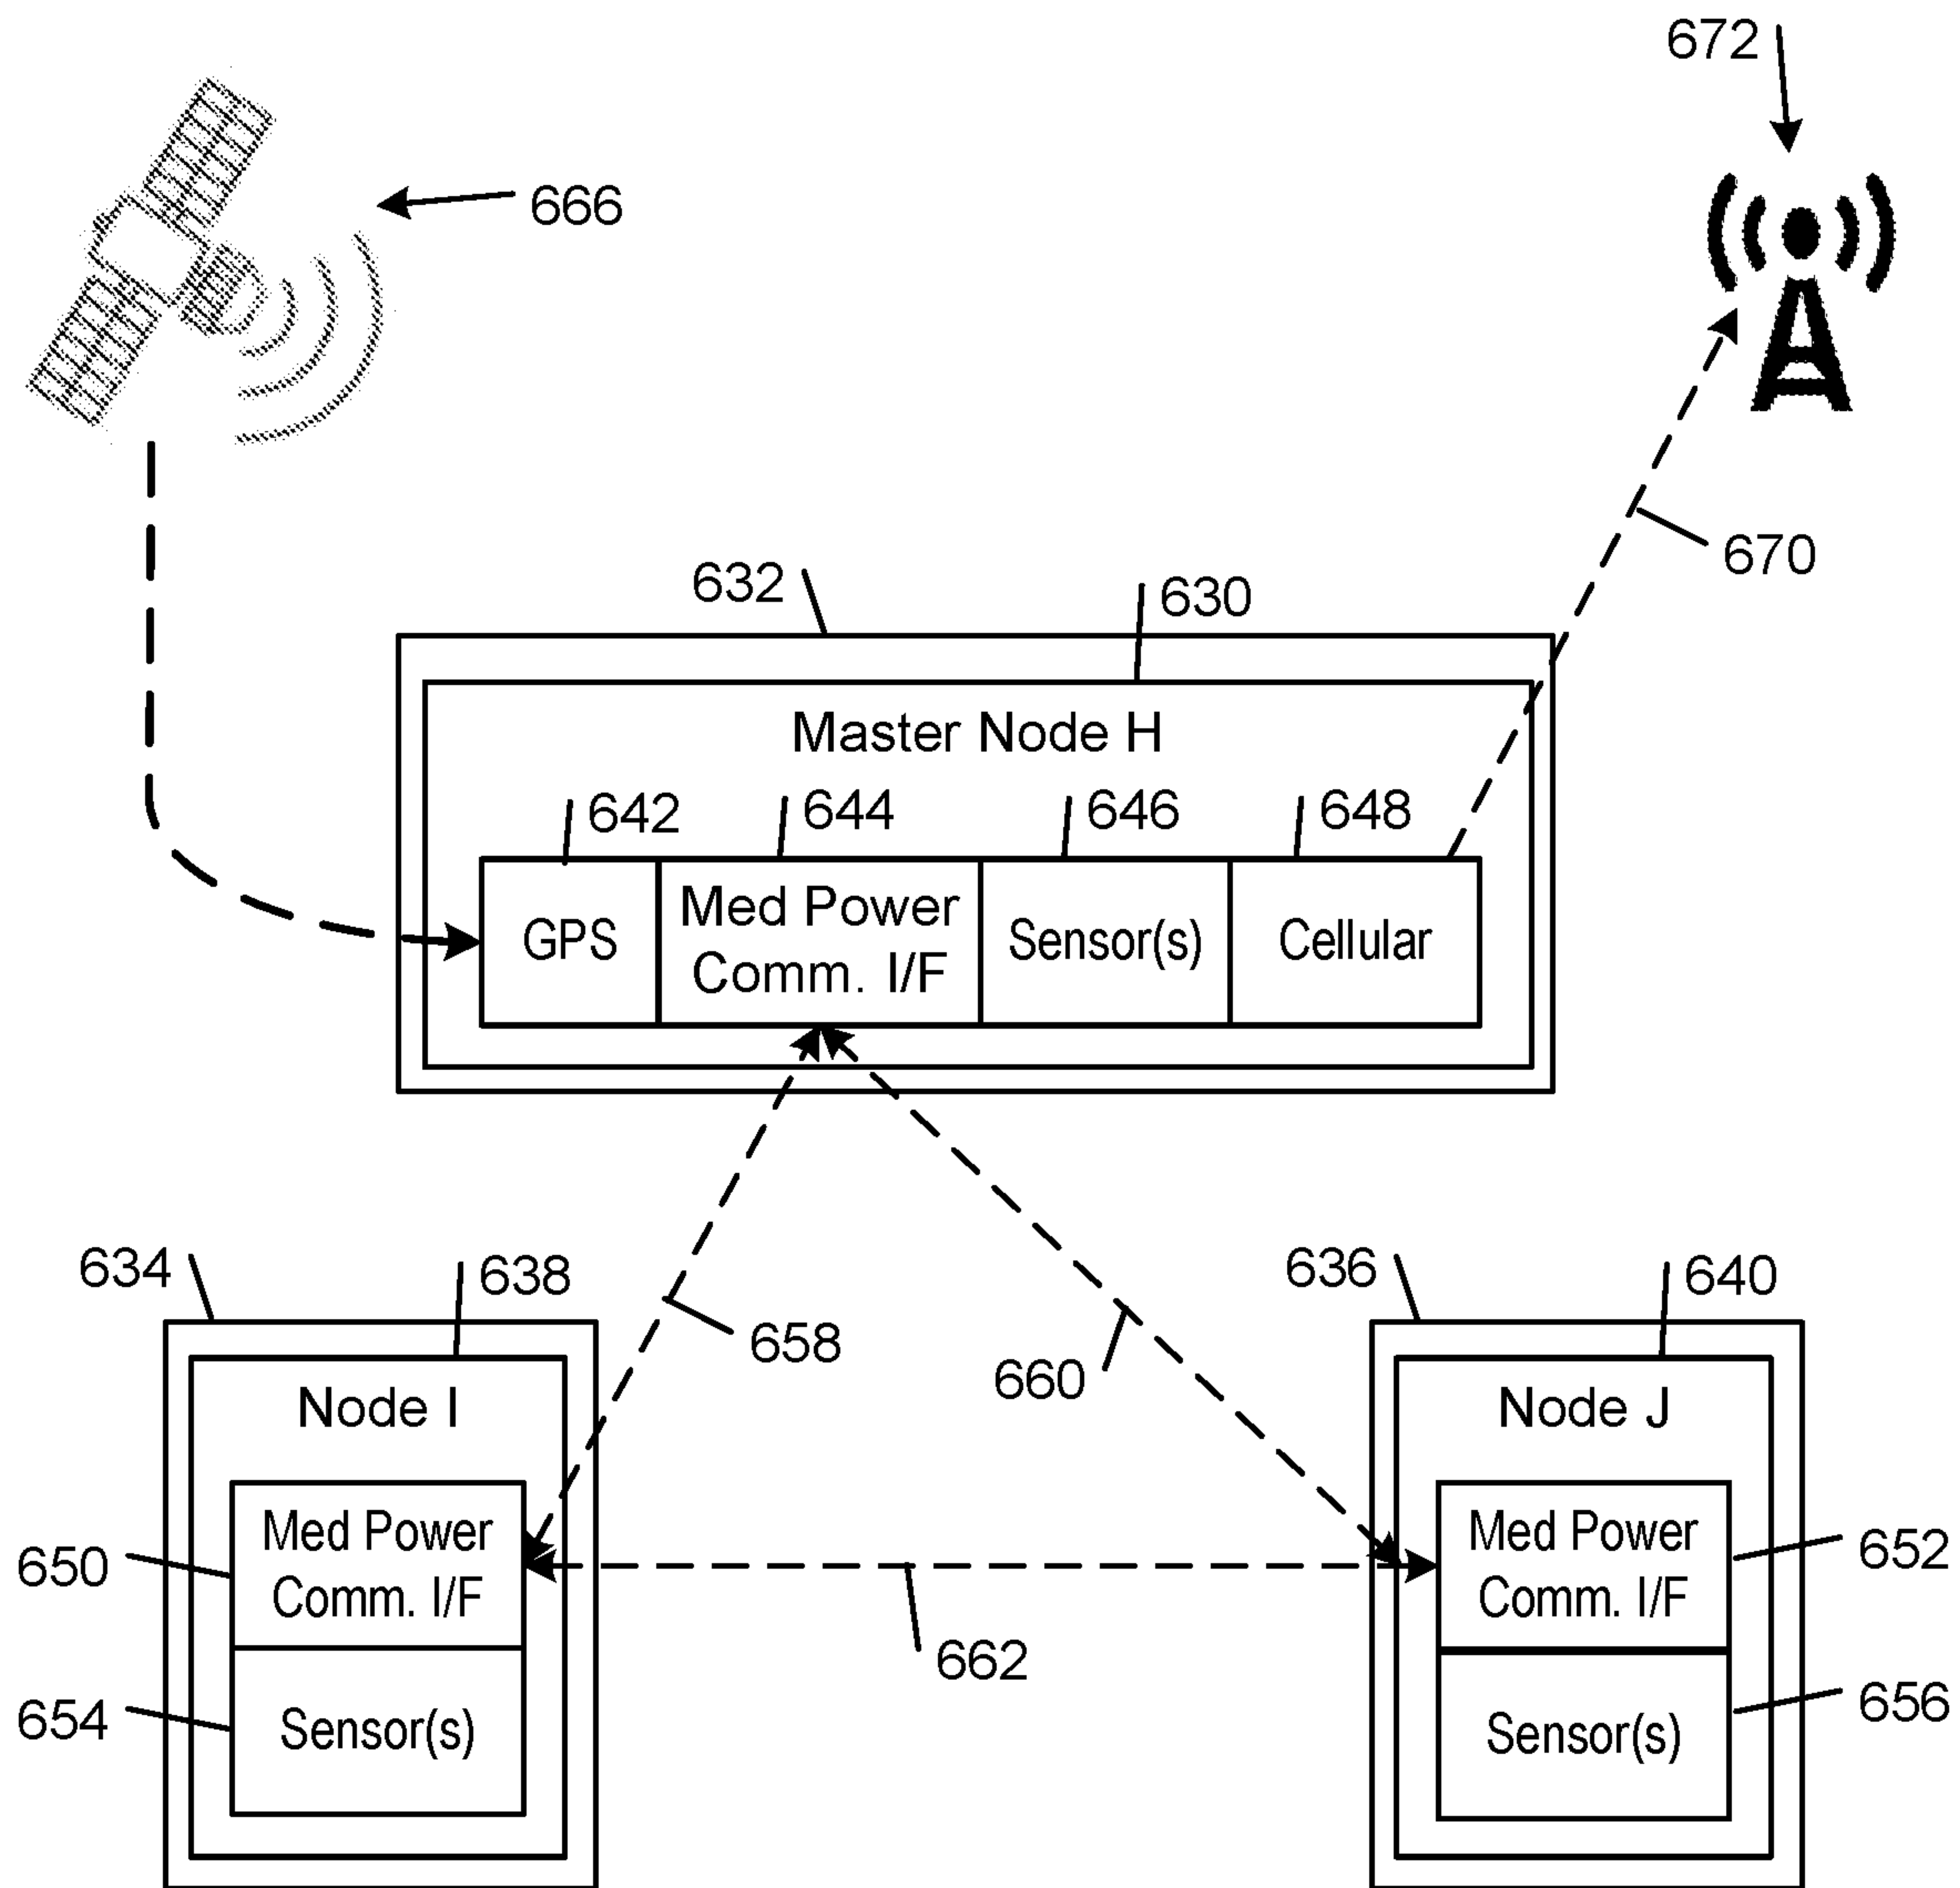 672
666
670
632
630
Master Node H
642
644
646
648
GPS
Med Power
Comm. I/F
Sensor(s)
Cellular
634
638
658
660
636
640
Node I
Node J
Med Power
Comm. I/F
Med Power
Comm. I/F
650
652
662
654
Sensor(s)
Sensor(s)
656